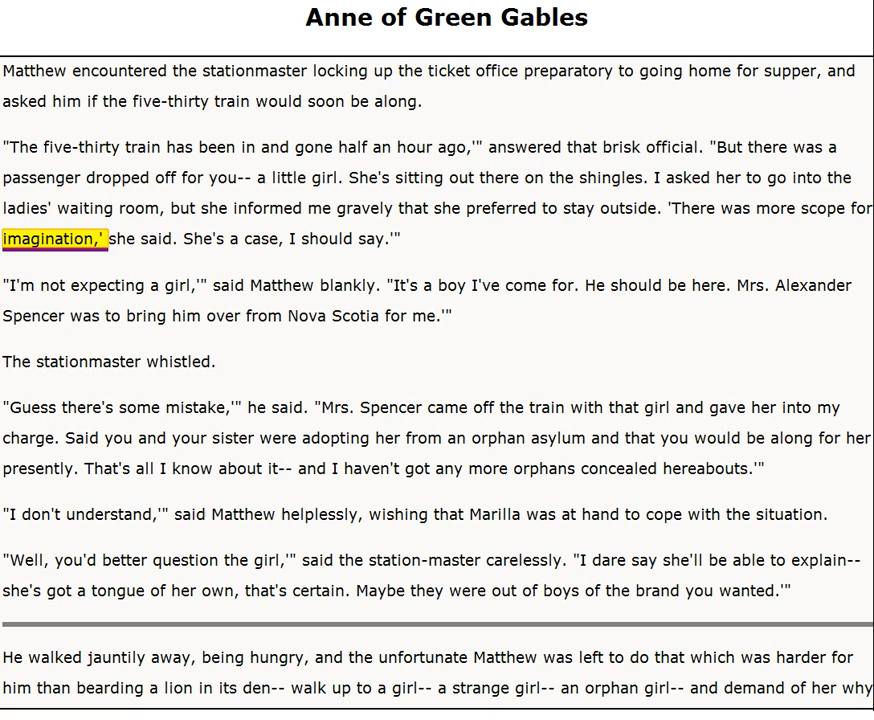 Anne of Green Gables
Matthew encountered the stationmaster locking up the ticket office preparatory to going home for supper, and
asked him if the five-thirty train would soon be along.
"The five-thirty train has been in and gone half an hour ago,'" answered that brisk official. "But there was a
passenger dropped off for you-- a little girl. She's sitting out there on the shingles. I asked her to go into the
ladies' waiting room, but she informed me gravely that she preferred to stay outside. 'There was more scope for
imagination,' she said. She's a case, I should say.'"
"I'm not expecting a girl,'" said Matthew blankly. "It's a boy I've come for. He should be here. Mrs. Alexander
Spencer was to bring him over from Nova Scotia for me.'"
The stationmaster whistled.
"Guess there's some mistake,'" he said. "Mrs. Spencer came off the train with that girl and gave her into my
charge. Said you and your sister were adopting her from an orphan asylum and that you would be along for her
presently. That's all I know about it-- and I haven't got any more orphans concealed hereabouts.'"
"I don't understand,'" said Matthew helplessly, wishing that Marilla was at hand to cope with the situation.
"Well, you'd better question the girl,'" said the station-master carelessly. "I dare say she'll be able to explain--
she's got a tongue of her own, that's certain. Maybe they were out of boys of the brand you wanted.'"
He walked jauntily away, being hungry, and the unfortunate Matthew was left to do that which was harder for
him than bearding a lion in its den-- walk up to a girl-- a strange girl-- an orphan girl-- and demand of her why